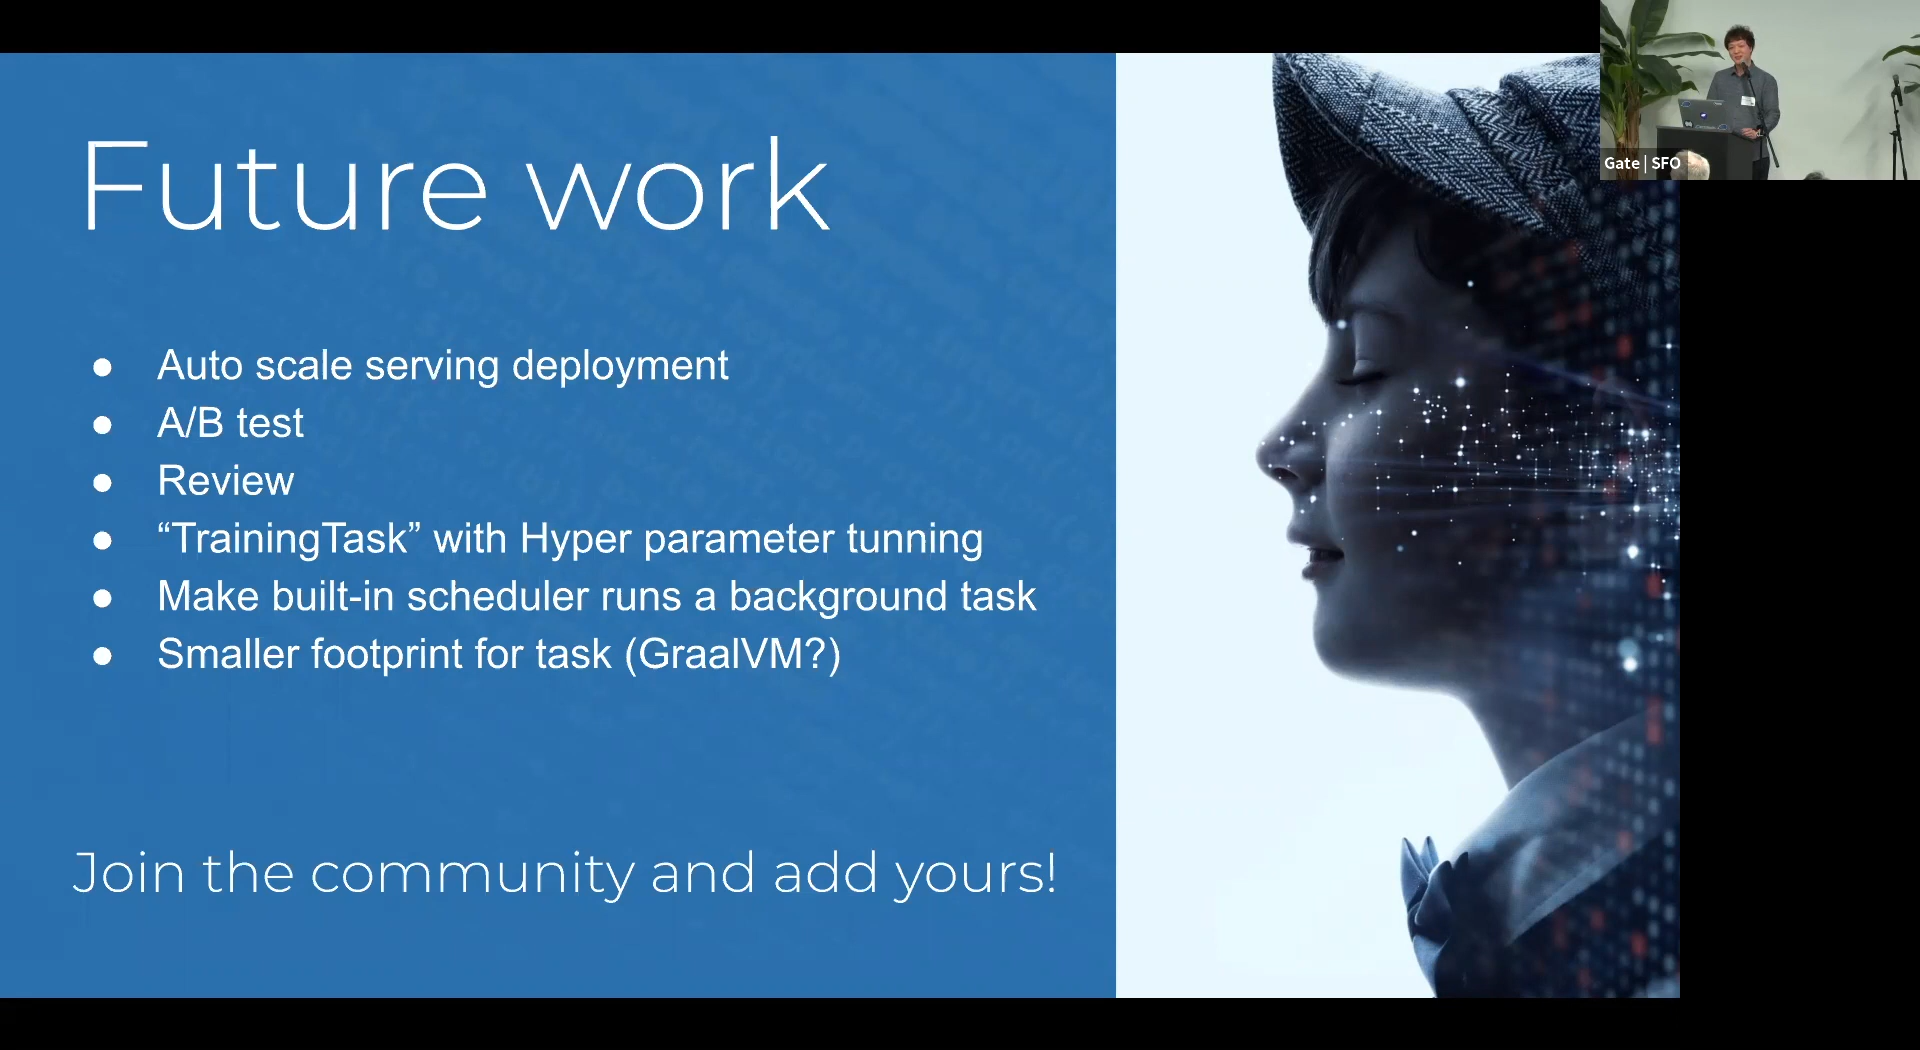 Future work
● Auto scale serving deployment
● A/B test
● Review
● “TrainingTask” with Hyper parameter tunning
● Make built-in scheduler runs a background task
● Smaller footprint for task (GraalVM?)
Join the community and add yours!
Gate | SFO